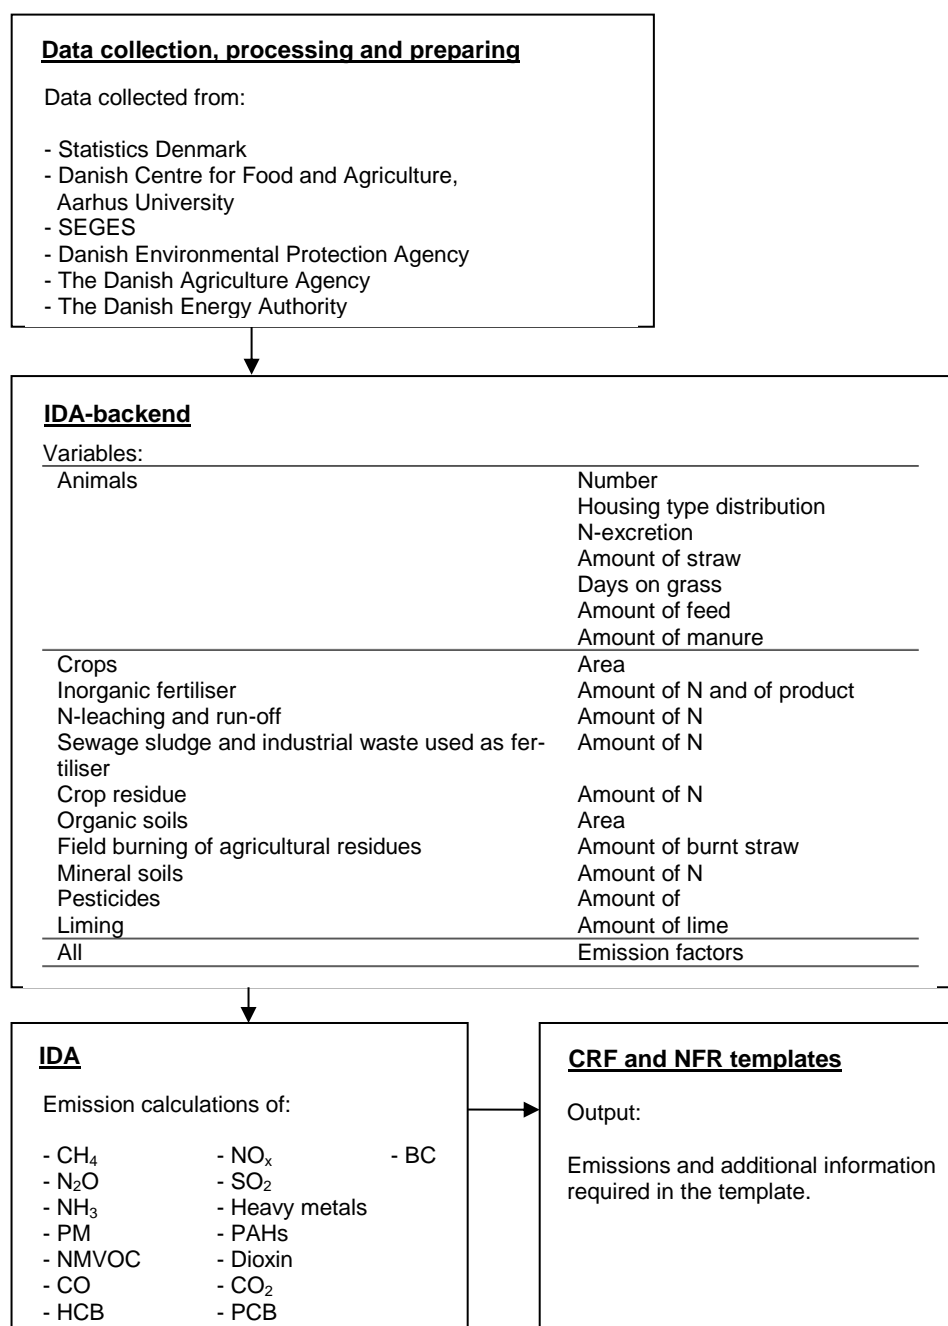 Data collection, processing and preparing
Data collected from:
- Statistics Denmark
- Danish Centre for Food and Agriculture,
Aarhus University
- SEGES
- Danish Environmental Protection Agency
- The Danish Agriculture Agency
- The Danish Energy Authority
IDA-backend
Variables:
Animals Number
Housing type distribution
N-excretion
Amount of straw
Days on grass
Amount of feed
Amount of manure
Crops Area
Inorganic fertiliser Amount of N and of product
N-leaching and run-off Amount of N
Sewage sludge and industrial waste used as fer- Amount of N
tiliser
Crop residue Amount of N
Organic soils Area
Field burning of agricultural residues Amount of burnt straw
Mineral soils Amount of N
Pesticides Amount of
Liming Amount of lime
All Emission factors
IDA
Emission calculations of:
- CH₄ - NOₓ - BC
- N₂O - SO₂
- NH₃ - Heavy metals
- PM - PAHs
- NMVOC - Dioxin
- CO - CO₂
- HCB - PCB
CRF and NFR templates
Output:
Emissions and additional information
required in the template.